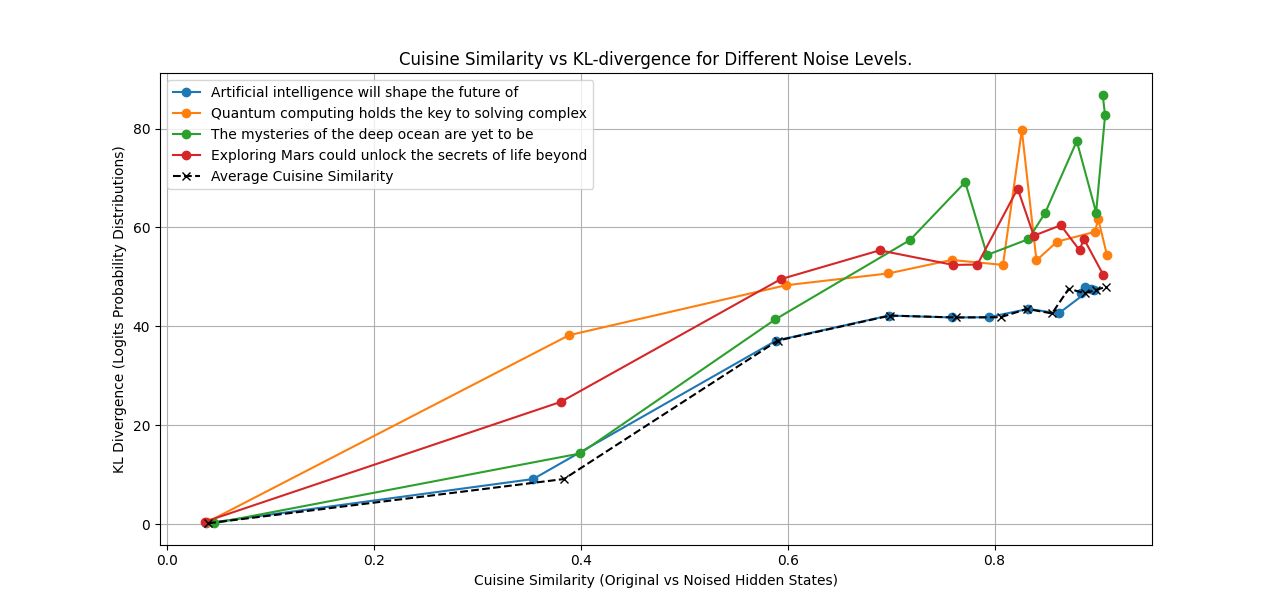 Cuisine Similarity vs KL-divergence for Different Noise Levels.
Artificial intelligence will shape the future of
Quantum computing holds the key to solving complex
The mysteries of the deep ocean are yet to be
Exploring Mars could unlock the secrets of life beyond
Average Cuisine Similarity
KL Divergence (Logits Probability Distributions)
80
60
40
20
0
0.0 0.2 0.4 0.6 0.8
Cuisine Similarity (Original vs Noised Hidden States)